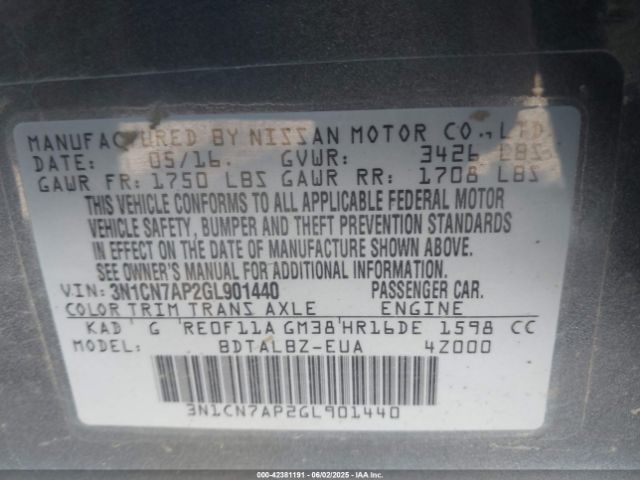 MANUFACTURED BY NISSAN MOTOR CO., LTD.
DATE: 05/16. GVWR: 3426 LBS
GAWR FR: 1750 LBS GAWR RR: 1708 LBS
THIS VEHICLE CONFORMS TO ALL APPLICABLE FEDERAL MOTOR
VEHICLE SAFETY, BUMPER AND THEFT PREVENTION STANDARDS
IN EFFECT ON THE DATE OF MANUFACTURE SHOWN ABOVE.
SEE OWNER'S MANUAL FOR ADDITIONAL INFORMATION.
VIN: 3N1CN7AP2GL901440 PASSENGER CAR.
COLOR TRIM TRANS AXLE ENGINE
KAD G RE0F11A GM38 HR16DE 1598 CC
MODEL: BDTALBZ-EUA 4Z000
3N1CN7AP2GL901440
00-42381191 - 06/02/2025 - COPYRIGHT IAA